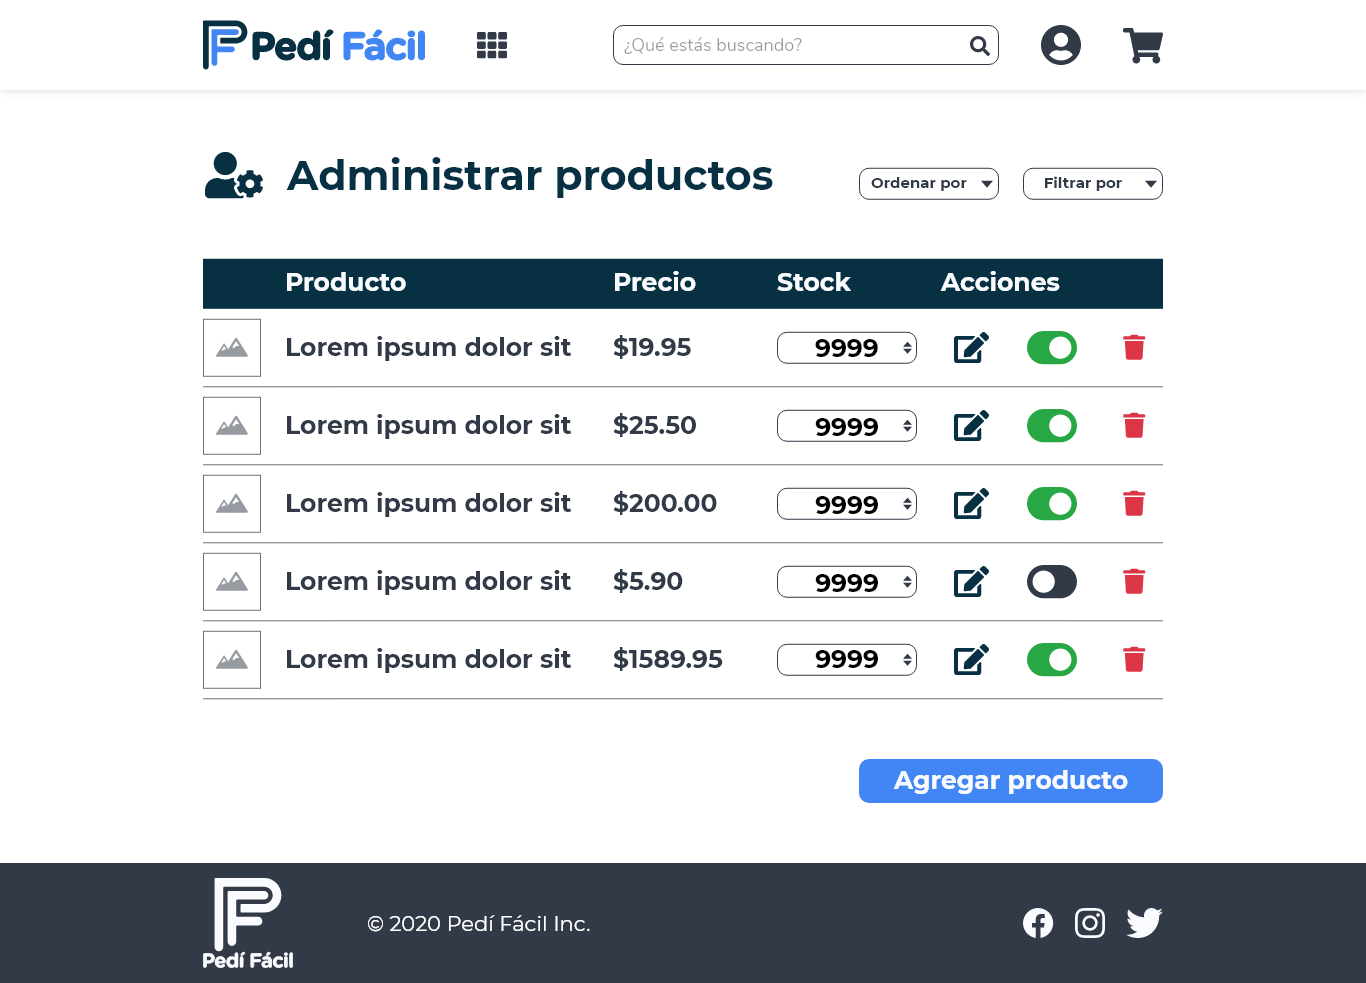 Pedí Fácil
¿Qué estás buscando?
Administrar productos
Ordenar por
Filtrar por
Producto Precio Stock Acciones
Lorem ipsum dolor sit $19.95 9999
Lorem ipsum dolor sit $25.50 9999
Lorem ipsum dolor sit $200.00 9999
Lorem ipsum dolor sit $5.90 9999
Lorem ipsum dolor sit $1589.95 9999
Agregar producto
Pedí Fácil
© 2020 Pedí Fácil Inc.